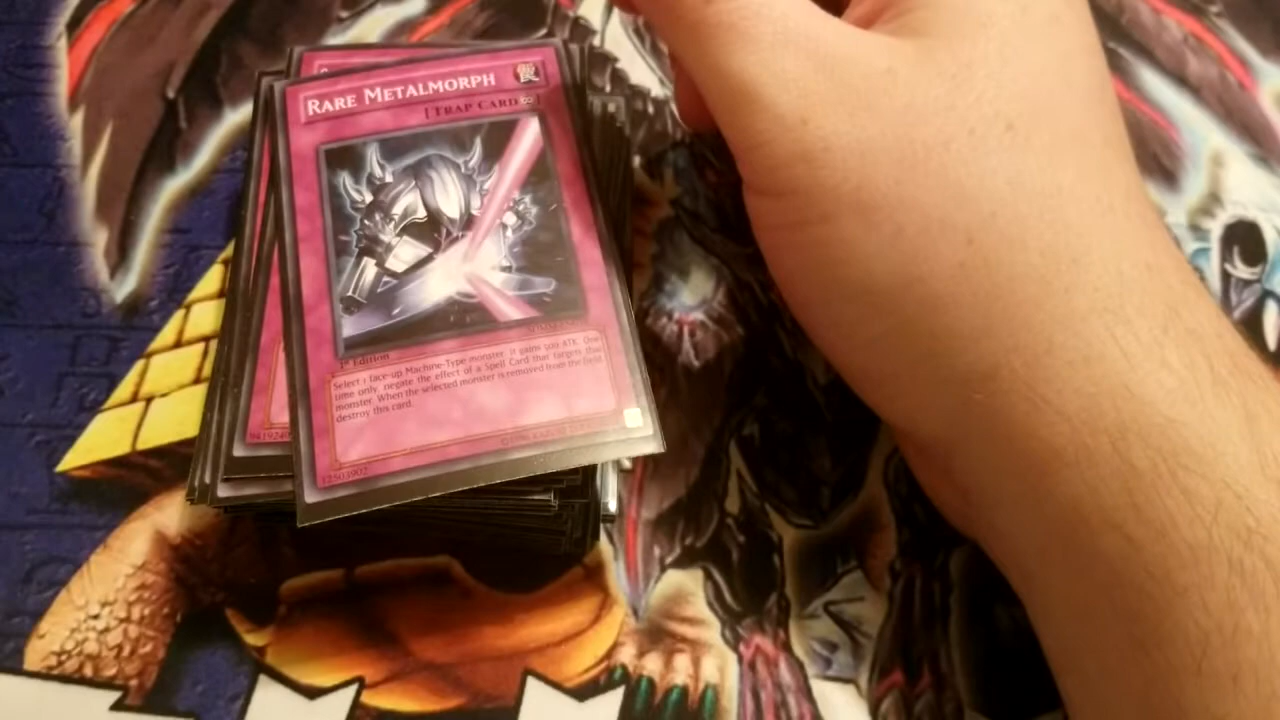 RARE METALMORPH
[TRAP CARD∞]
1st Edition
Select 1 face-up Machine-Type monster. It gains 500 ATK. One
time only, negate the effect of a Spell Card that targets this
monster. When the selected monster is removed from the field,
destroy this card.
12503902